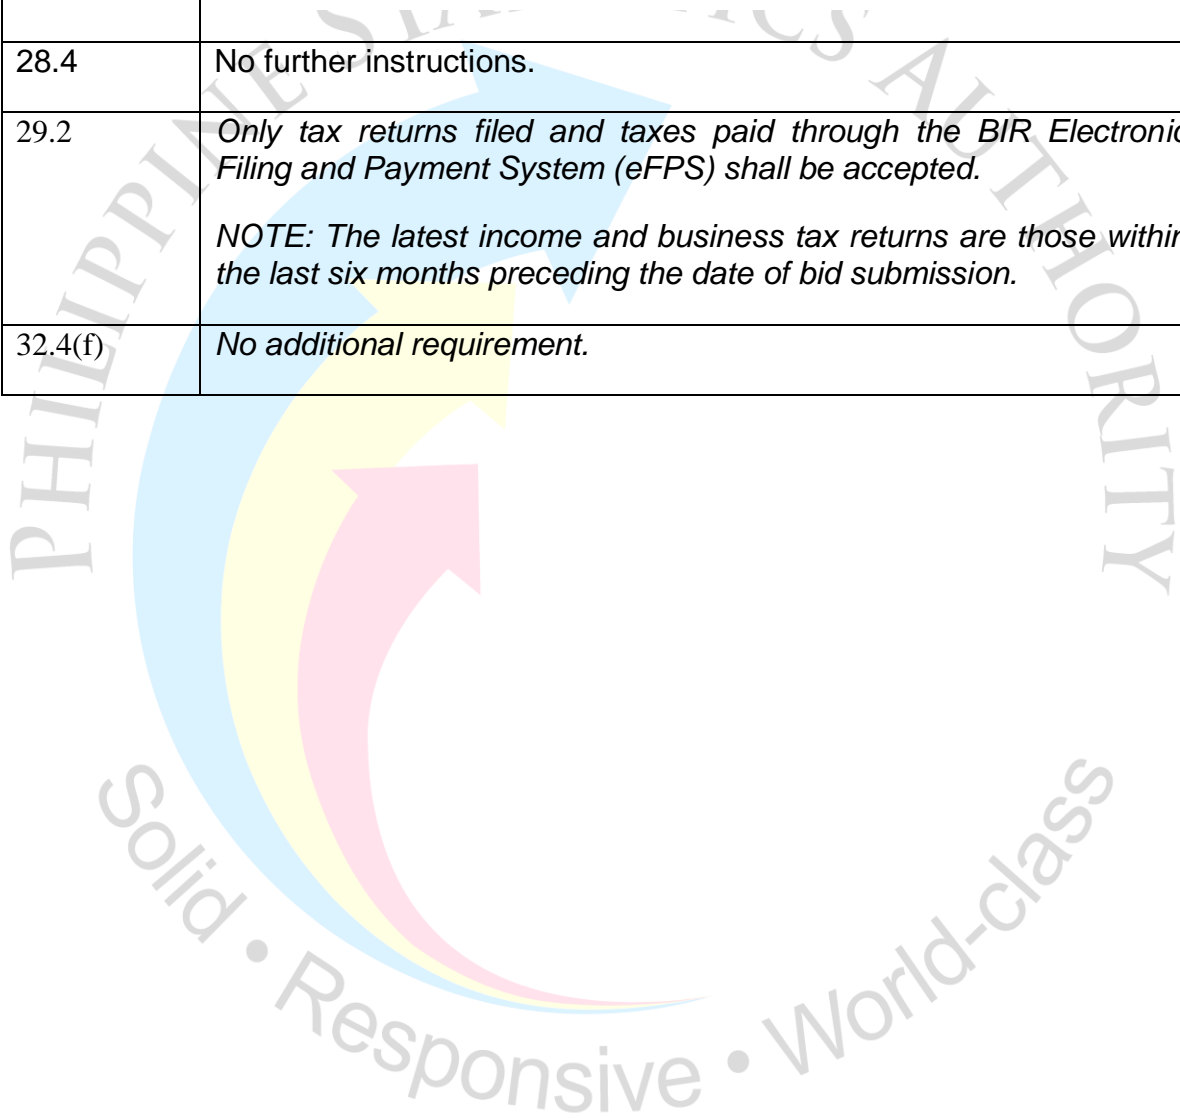 PHILIPPINE STATISTICS AUTHORITY
28.4 No further instructions.
29.2 Only tax returns filed and taxes paid through the BIR Electronic
Filing and Payment System (eFPS) shall be accepted.
NOTE: The latest income and business tax returns are those within
the last six months preceding the date of bid submission.
32.4(f) No additional requirement.
Solid • Responsive • World-class